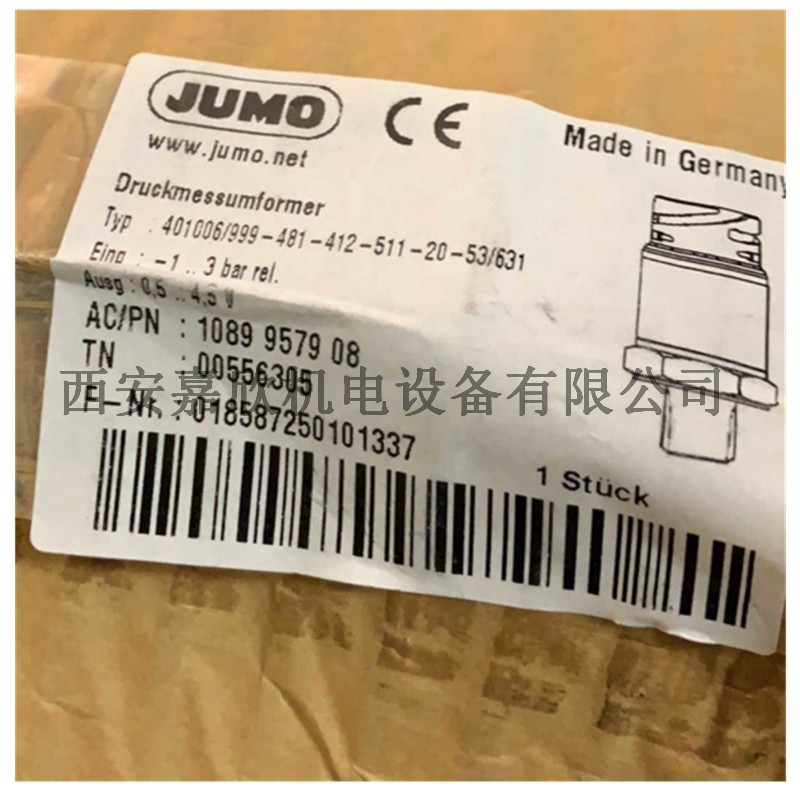 JUMO
CE
Made in Germany
www.jumo.net
Druckmessumformer
Typ : 401006/999-481-412-511-20-53/631
Eing : -1 .. 3 bar rel.
Ausg : 0,5 .. 4,5 V
AC/PN : 1089 9579 08
TN : 00556305
西安嘉欣机电设备有限公司
F-Nr. : 018587250101337
1 Stück